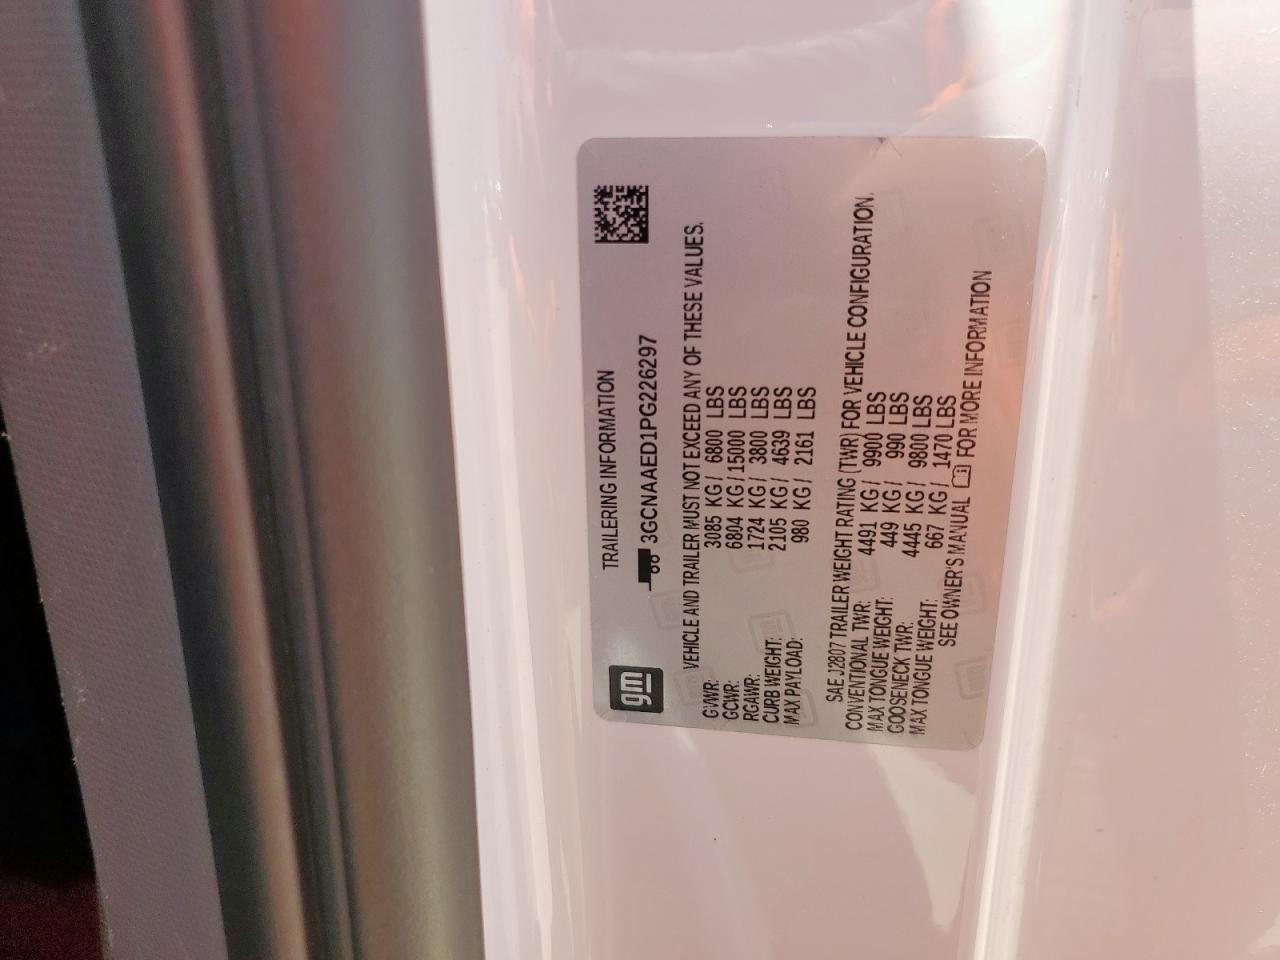 gm
TRAILERING INFORMATION
3GCNAAED1PG226297
VEHICLE AND TRAILER MUST NOT EXCEED ANY OF THESE VALUES.
GVWR: 3085 KG / 6800 LBS
GCWR: 6804 KG / 15000 LBS
RGAWR: 1724 KG / 3800 LBS
CURB WEIGHT: 2105 KG / 4639 LBS
MAX PAYLOAD: 980 KG / 2161 LBS
SAE J2807 TRAILER WEIGHT RATING (TWR) FOR VEHICLE CONFIGURATION.
CONVENTIONAL TWR: 4491 KG / 9900 LBS
MAX TONGUE WEIGHT: 449 KG / 990 LBS
GOOSENECK TWR: 4445 KG / 9800 LBS
MAX TONGUE WEIGHT: 667 KG / 1470 LBS
SEE OWNER'S MANUAL FOR MORE INFORMATION